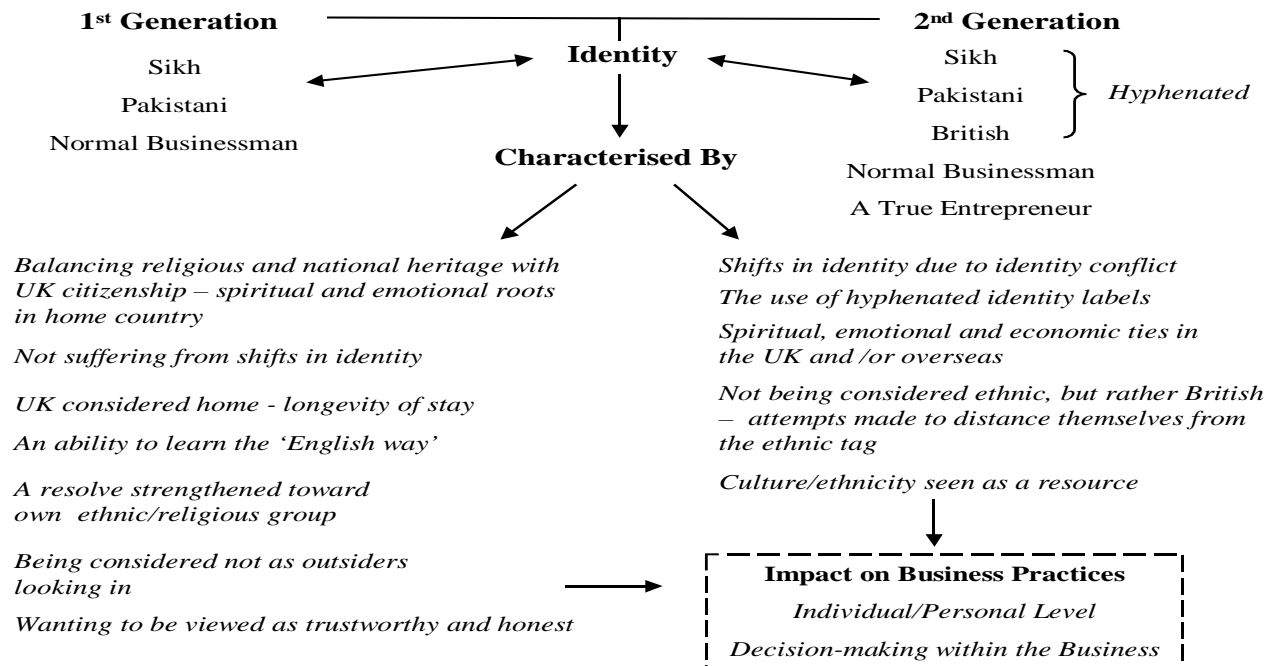 1st Generation
Sikh
Pakistani
Normal Businessman
Identity
2nd Generation
Sikh
Pakistani
British
Hyphenated
Normal Businessman
A True Entrepreneur
Characterised By
Balancing religious and national heritage with
UK citizenship – spiritual and emotional roots
in home country
Not suffering from shifts in identity
UK considered home - longevity of stay
An ability to learn the ‘English way’
A resolve strengthened toward
own ethnic/religious group
Being considered not as outsiders
looking in
Wanting to be viewed as trustworthy and honest
Shifts in identity due to identity conflict
The use of hyphenated identity labels
Spiritual, emotional and economic ties in
the UK and /or overseas
Not being considered ethnic, but rather British
– attempts made to distance themselves from
the ethnic tag
Culture/ethnicity seen as a resource
Impact on Business Practices
Individual/Personal Level
Decision-making within the Business